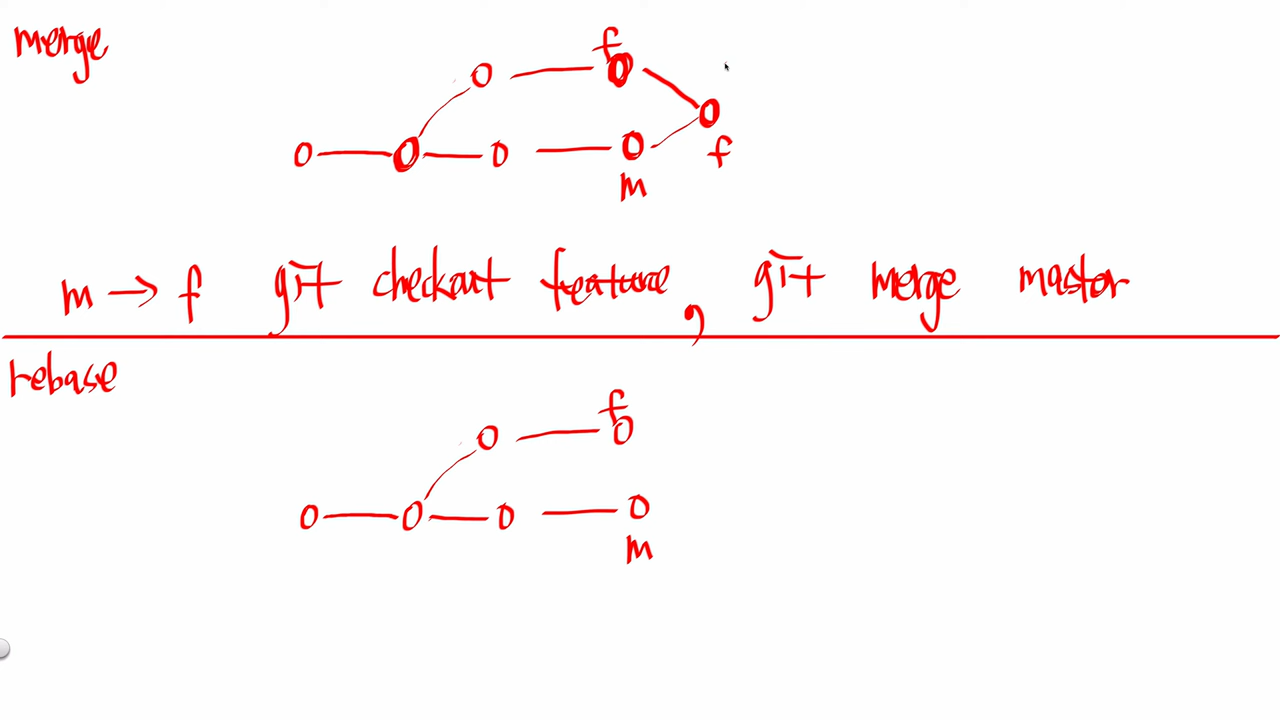 merge
f
m
f
m → f git checkout feature, git merge master
rebase
f
m